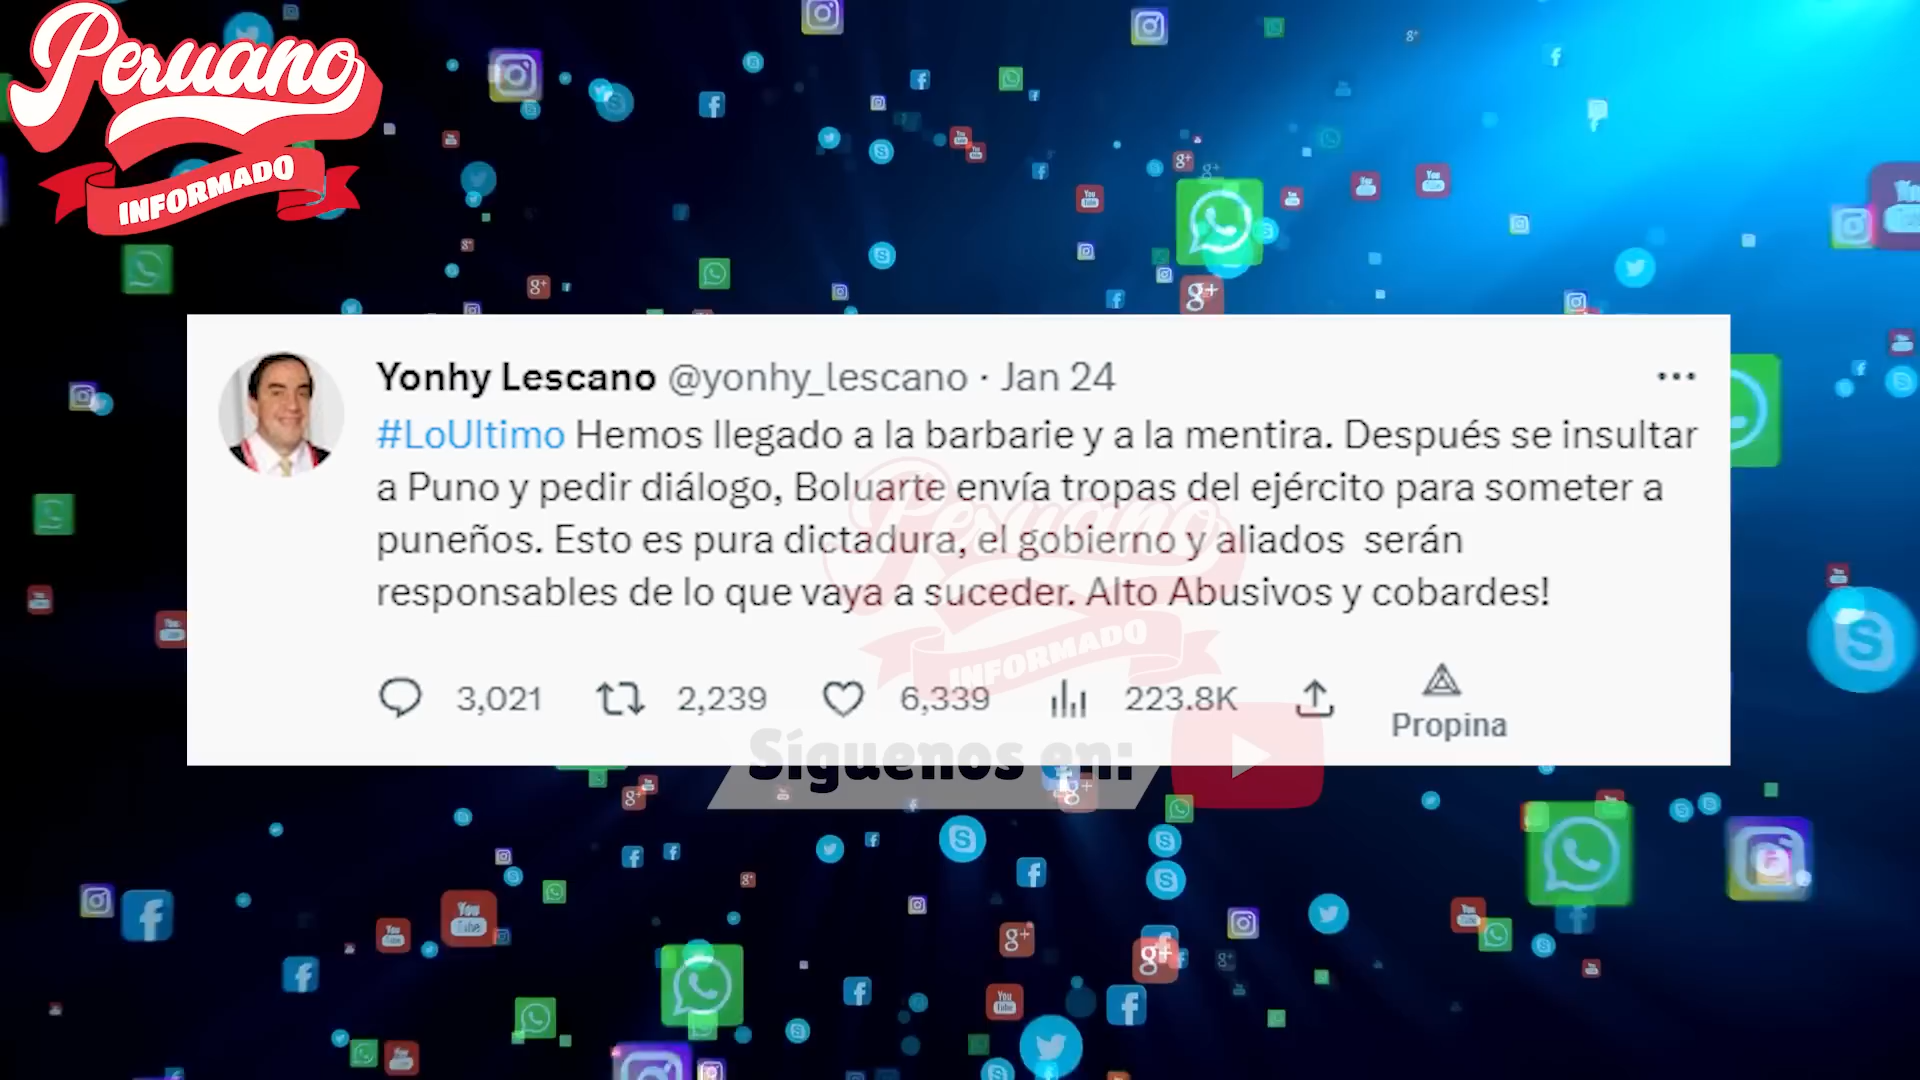 Peruano
INFORMADO
Yonhy Lescano @yonhy_lescano · Jan 24
#LoUltimo Hemos llegado a la barbarie y a la mentira. Después se insultar
a Puno y pedir diálogo, Boluarte envía tropas del ejército para someter a
puneños. Esto es pura dictadura, el gobierno y aliados serán
responsables de lo que vaya a suceder. Alto Abusivos y cobardes!
Peruano
INFORMADO
3,021 2,239 6,339 223.8K Propina
Síguenos en: